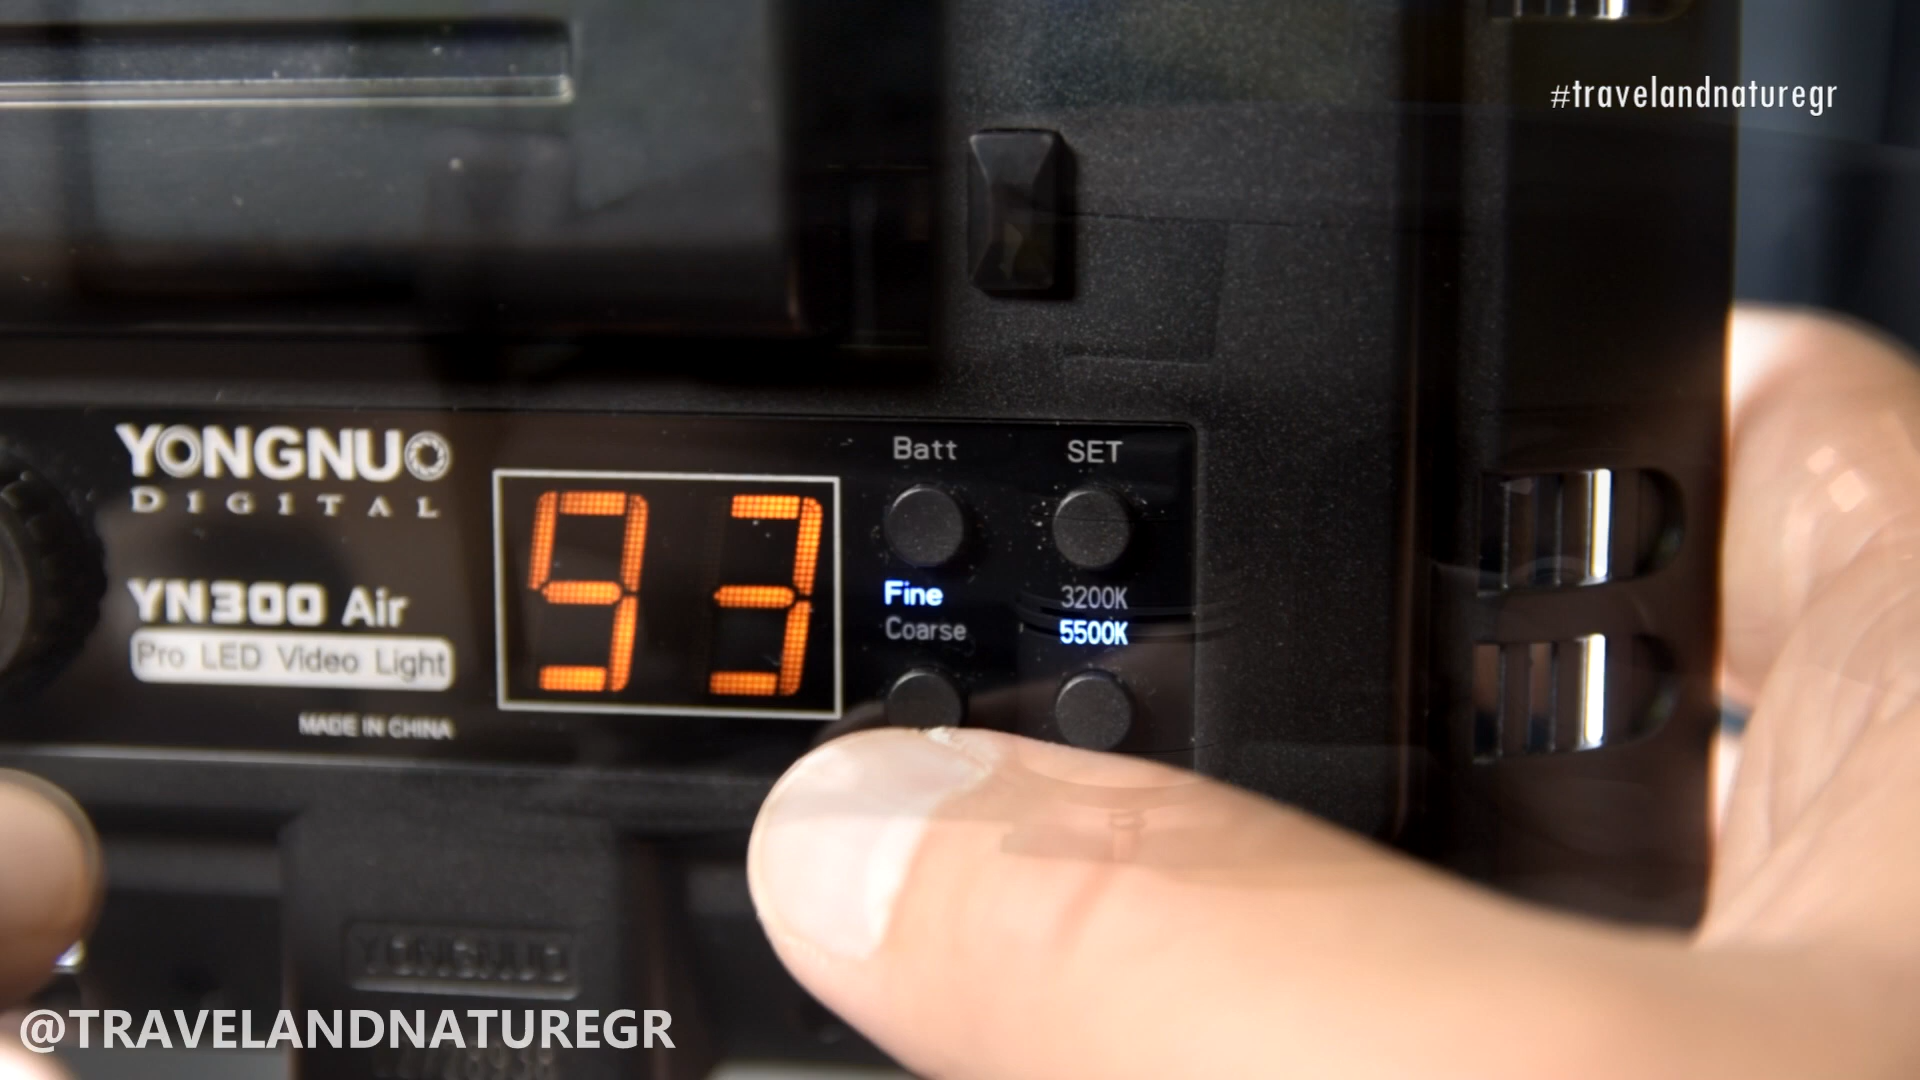 #travelandnaturegr
YONGNUO
DIGITAL
YN300 Air
Pro LED Video Light
MADE IN CHINA
93
Batt
SET
Fine
Coarse
3200K
5500K
YONGNUO
@TRAVELANDNATUREGR